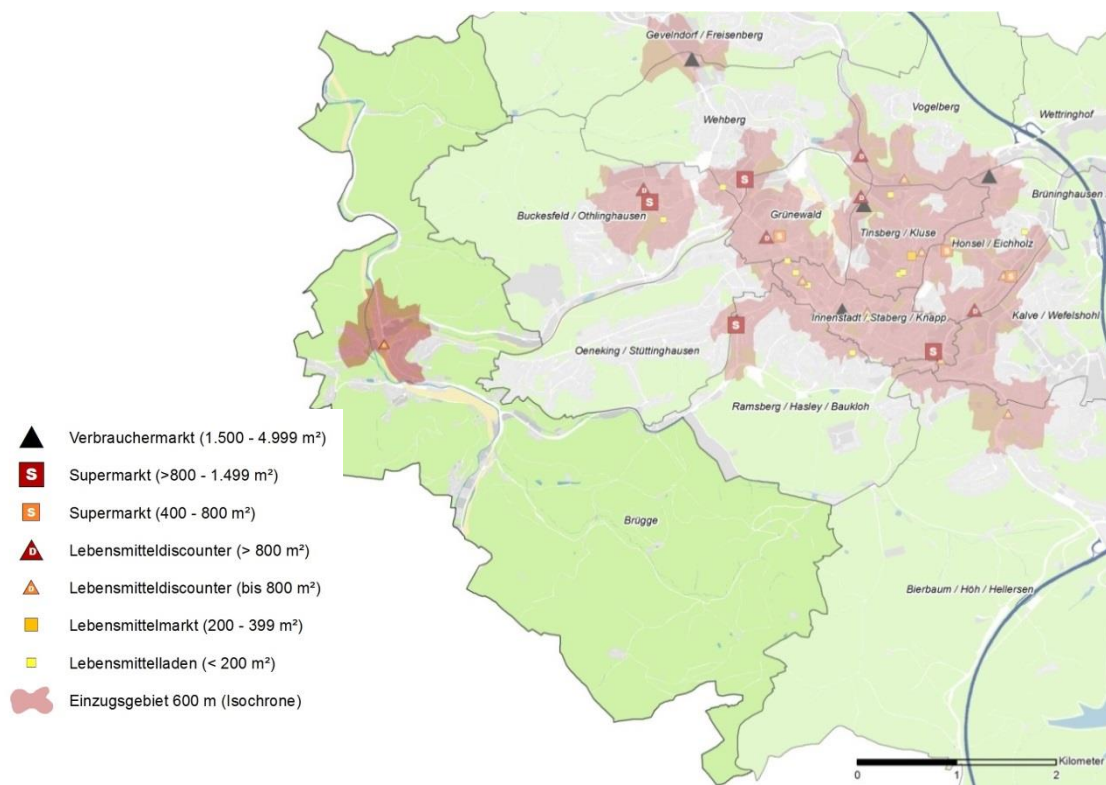 Gevelndorf / Freisenberg
Vogelberg
Wettringhof
Wehberg
Brüninghausen
Buckesfeld / Othlinghausen
Grünewald
Tinsberg / Kluse
Honsel / Eichholz
Innenstadt / Staberg / Knapp
Kalve / Wefelshohl
Oeneking / Stüttinghausen
Ramsberg / Hasley / Baukloh
Brügge
Bierbaum / Höh / Hellersen
Verbrauchermarkt (1.500 - 4.999 m²)
S Supermarkt (>800 - 1.499 m²)
S Supermarkt (400 - 800 m²)
D Lebensmitteldiscounter (> 800 m²)
D Lebensmitteldiscounter (bis 800 m²)
Lebensmittelmarkt (200 - 399 m²)
Lebensmittelladen (< 200 m²)
Einzugsgebiet 600 m (Isochrone)
Kilometer
0 1 2